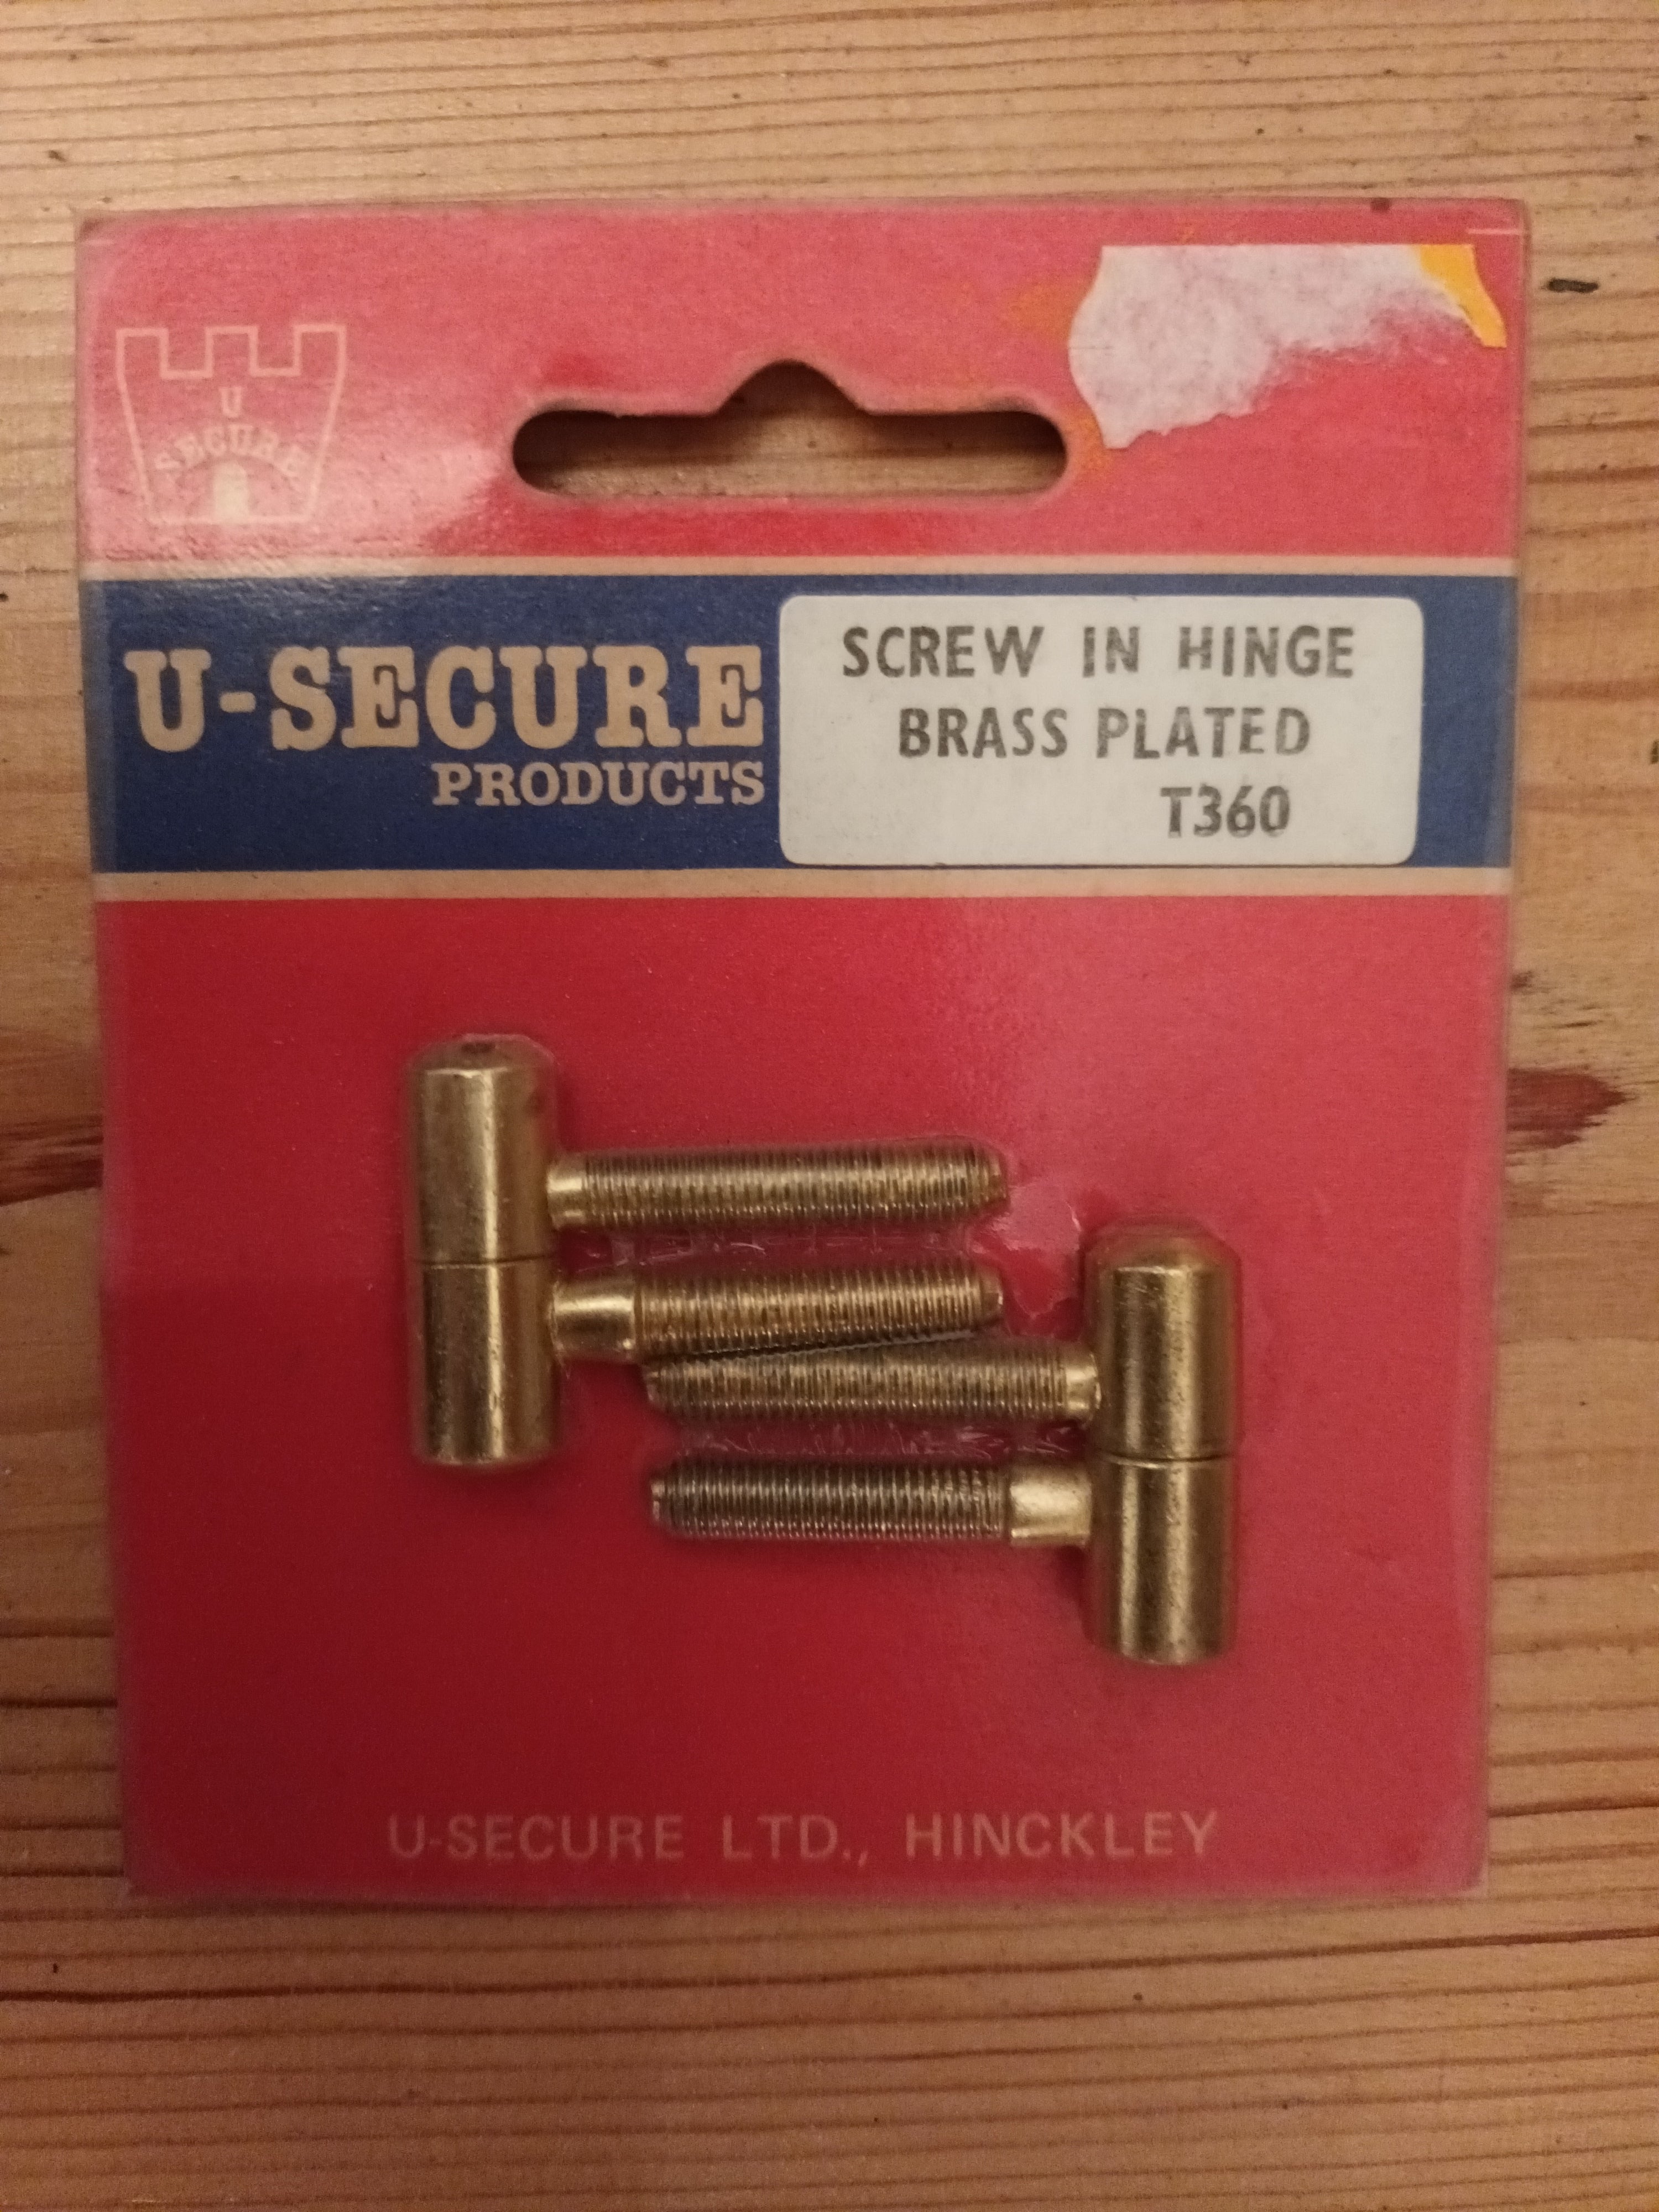 U
SECURE
U-SECURE
PRODUCTS
SCREW IN HINGE
BRASS PLATED
T360
U-SECURE LTD., HINCKLEY